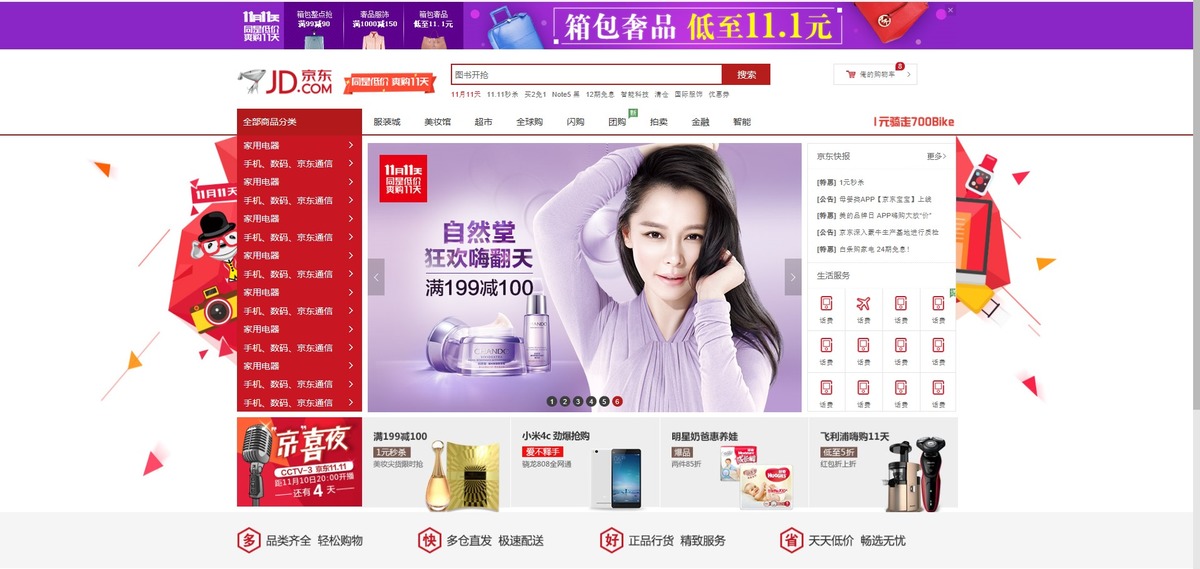 11月11天
同是低价
爽购11天
箱包整点抢
满99减90
奢品服饰
满1000减150
箱包奢品
低至11.1元
箱包奢品 低至11.1元
JD.COM 京东
同是低价 爽购11天
图书开抢
搜索
俺的购物车
8
11月11天 11.11秒杀 买2免1 Note5 黑 12期免息 智能科技 清仓 国际服饰 优惠券
全部商品分类
服装城 美妆馆 超市 全球购 闪购 团购 拍卖 金融 智能
1元骑走700Bike
家用电器
手机、数码、京东通信
家用电器
手机、数码、京东通信
家用电器
手机、数码、京东通信
家用电器
手机、数码、京东通信
家用电器
手机、数码、京东通信
家用电器
手机、数码、京东通信
家用电器
手机、数码、京东通信
手机、数码、京东通信
11月11天
11月11天
同是低价
爽购11天
自然堂
狂欢嗨翻天
满199减100
CHANDO
1 2 3 4 5 6
京东快报
更多
[特惠] 1元秒杀
[公告] 母婴类APP【京东宝宝】上线
[特惠] 美的品牌日 APP嗨购大放“价”
[公告] 京东深入蒙牛生产基地进行质检
[特惠] 白条购家电 24期免息!
生活服务
话费 话费 话费 话费
话费 话费 话费 话费
话费 话费 话费 话费
“京”喜夜
CCTV-3 京东11.11
距11月10日20:00开播
还有 4 天
满199减100
1元秒杀
美妆尖货限时抢
小米4c 劲爆抢购
爱不释手
骁龙808全网通
明星奶爸惠养娃
爆品
两件85折
HUGGIES
飞利浦嗨购11天
低至5折
红包折上折
多 品类齐全 轻松购物
快 多仓直发 极速配送
好 正品行货 精致服务
省 天天低价 畅选无忧